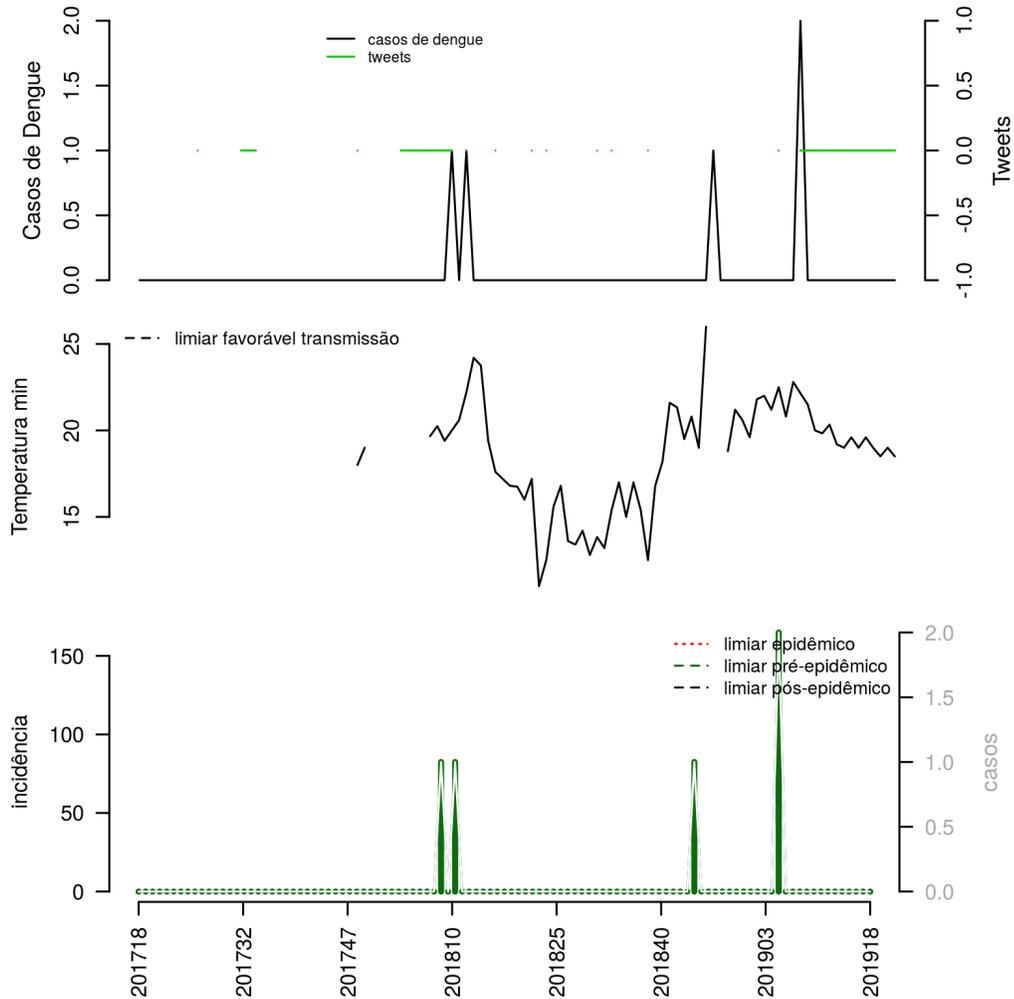 casos de dengue
tweets
Casos de Dengue
0.0
0.5
1.0
1.5
2.0
Tweets
-1.0
-0.5
0.0
0.5
1.0
limiar favorável transmissão
Temperatura min
15
20
25
limiar epidêmico
limiar pré-epidêmico
limiar pós-epidêmico
incidência
0
50
100
150
casos
0.0
0.5
1.0
1.5
2.0
201718
201732
201747
201810
201825
201840
201903
201918